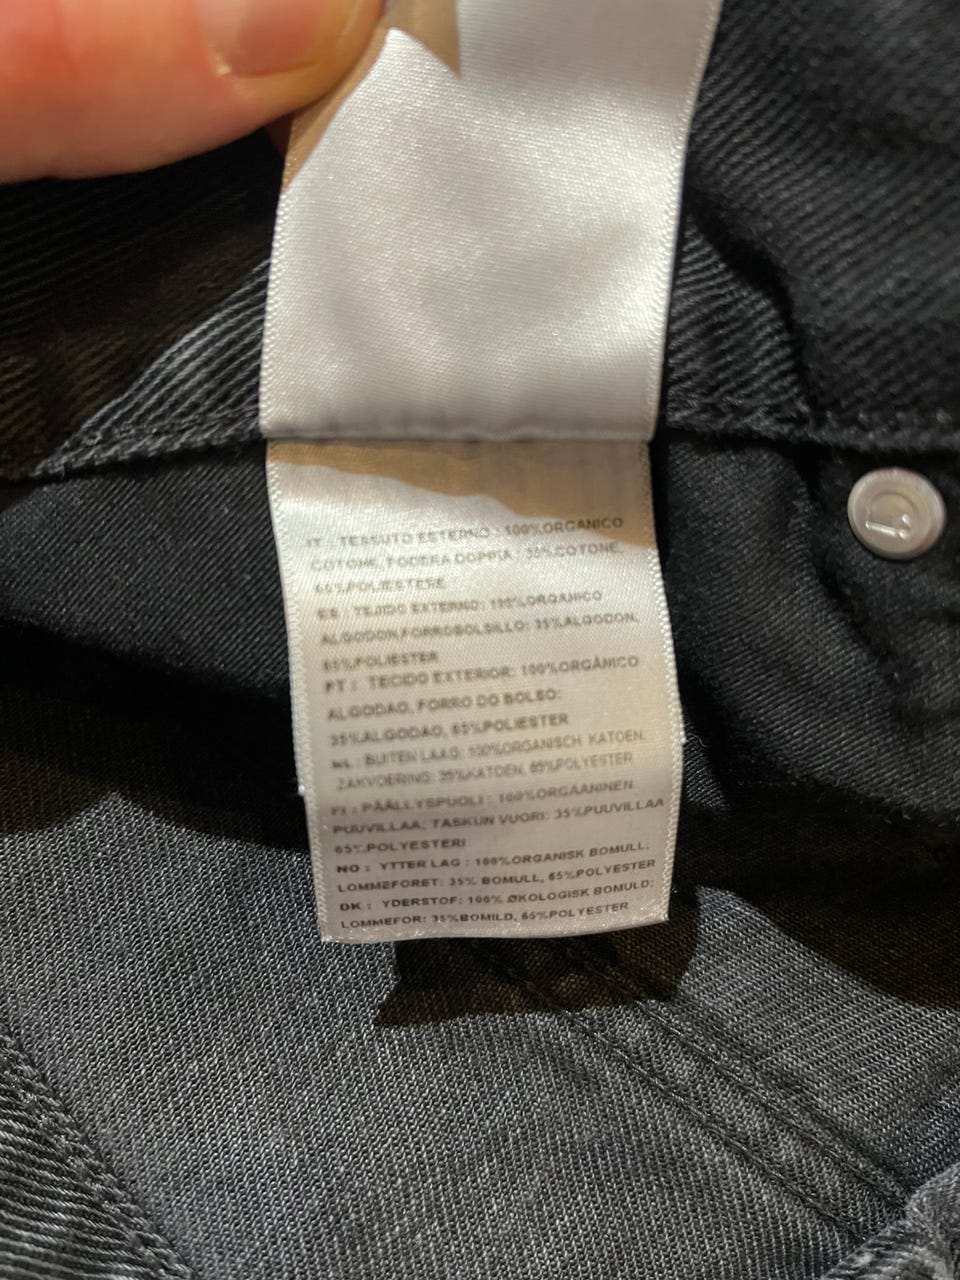 IT : TESSUTO ESTERNO : 100%ORGANICO
COTONE, FODERA DOPPIA : 35%COTONE,
65%POLIESTERE
ES : TEJIDO EXTERNO: 100%ORGANICO
ALGODON,FORROBOLSILLO: 35%ALGODON,
65%POLIESTER
PT : TECIDO EXTERIOR: 100%ORGÂNICO
ALGODAO, FORRO DO BOLSO:
35%ALGODAO, 65%POLIESTER
NL : BUITEN LAAG: 100%ORGANISCH KATOEN,
ZAKVOERING: 35%KATOEN, 65%POLYESTER
FI : PÄÄLLYSPUOLI : 100%ORGAANINEN
PUUVILLAA; TASKUN VUORI: 35%PUUVILLAA
65%POLYESTERI
NO : YTTER LAG : 100%ORGANISK BOMULL;
LOMMEFORET: 35% BOMULL, 65%POLYESTER
DK : YDERSTOF: 100% ØKOLOGISK BOMULD;
LOMMEFOR: 35%BOMILD, 65%POLYESTER